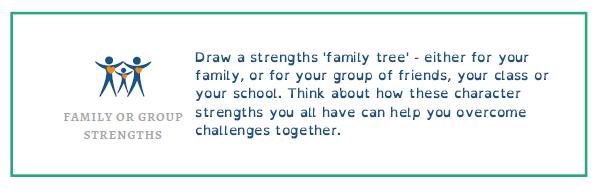 Draw a strengths 'family tree' - either for your
family, or for your group of friends, your class or
your school. Think about how these character
strengths you all have can help you overcome
challenges together.
FAMILY OR GROUP
STRENGTHS